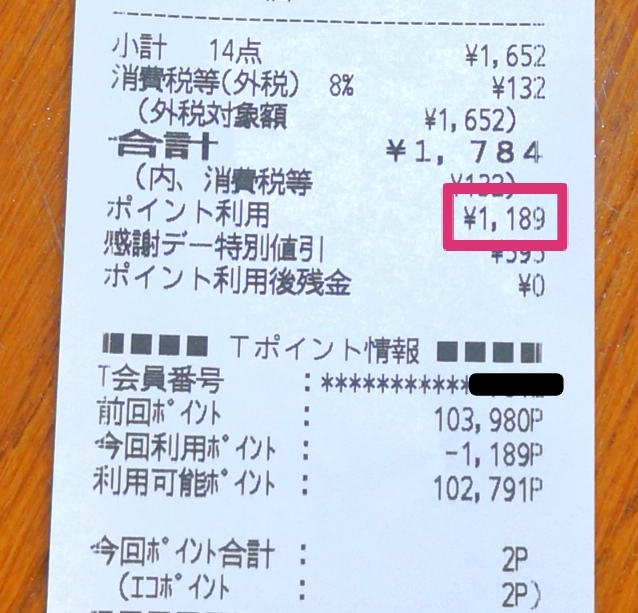 小計 14点 ¥1,652
消費税等(外税) 8% ¥132
(外税対象額 ¥1,652)
合計 ¥1,784
(内、消費税等 ¥132)
ポイント利用 ¥1,189
感謝デー特別値引 ¥595
ポイント利用後残金 ¥0
■■■■ Tポイント情報 ■■■■
T会員番号 :**********
前回ポイント : 103,980P
今回利用ポイント : -1,189P
利用可能ポイント : 102,791P
今回ポイント合計 : 2P
(エコポイント : 2P)